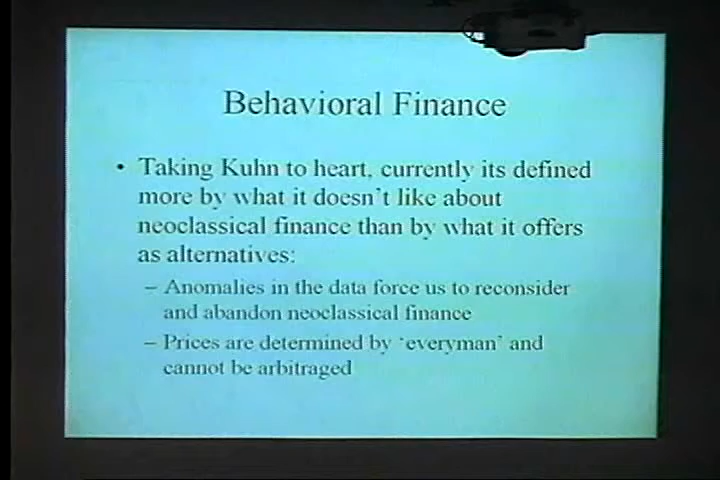 Behavioral Finance
• Taking Kuhn to heart, currently its defined
more by what it doesn't like about
neoclassical finance than by what it offers
as alternatives:
– Anomalies in the data force us to reconsider
and abandon neoclassical finance
– Prices are determined by 'everyman' and
cannot be arbitraged